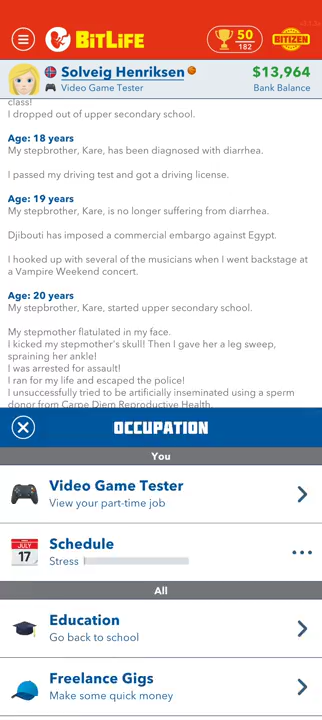 BitLife
50
182
BITIZEN
Solveig Henriksen
$13,964
Video Game Tester
Bank Balance
class!
I dropped out of upper secondary school.
Age: 18 years
My stepbrother, Kare, has been diagnosed with diarrhea.
I passed my driving test and got a driving license.
Age: 19 years
My stepbrother, Kare, is no longer suffering from diarrhea.
Djibouti has imposed a commercial embargo against Egypt.
I hooked up with several of the musicians when I went backstage at
a Vampire Weekend concert.
Age: 20 years
My stepbrother, Kare, started upper secondary school.
My stepmother flatulated in my face.
I kicked my stepmother's skull! Then I gave her a leg sweep,
spraining her ankle!
I was arrested for assault!
I ran for my life and escaped the police!
I unsuccessfully tried to be artificially inseminated using a sperm
donor from Carpe Diem Reproductive Health.
OCCUPATION
You
Video Game Tester
View your part-time job
JULY
17
Schedule
Stress
All
Education
Go back to school
Freelance Gigs
Make some quick money